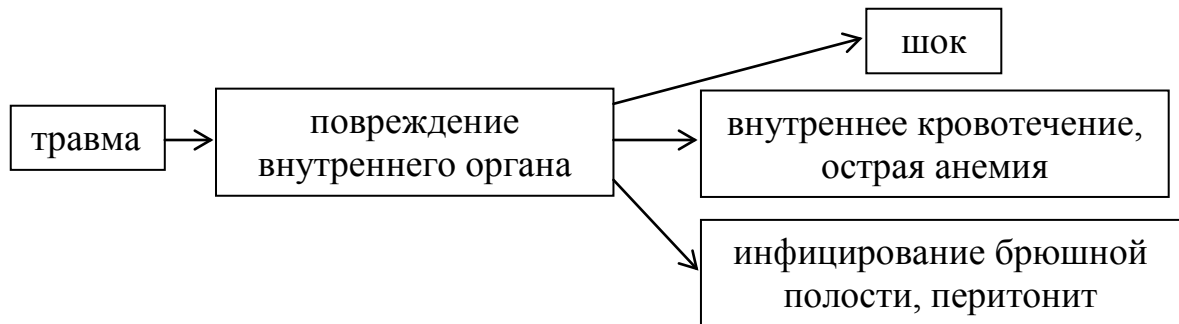 шок
травма
повреждение
внутреннего органа
внутреннее кровотечение,
острая анемия
инфицирование брюшной
полости, перитонит